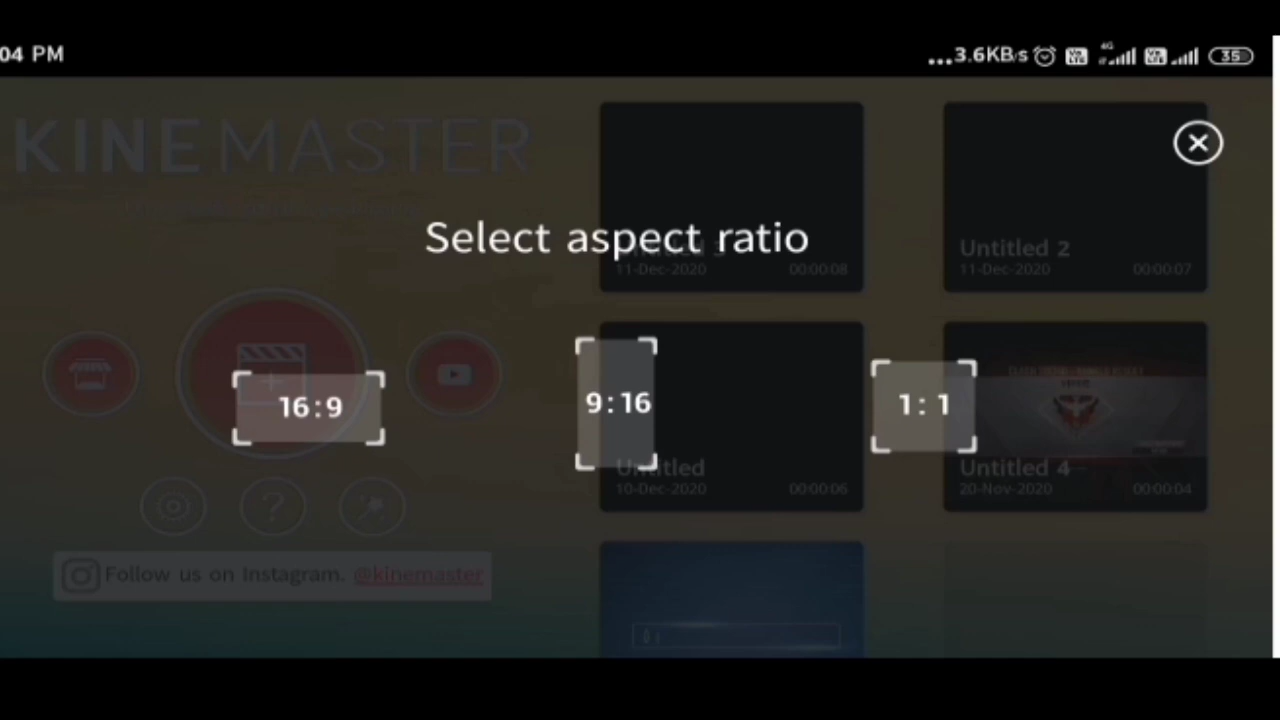 04 PM
...3.6KB/s 4G 35
KINEMASTER
Select aspect ratio
11-Dec-2020 00:00:08
Untitled 2
11-Dec-2020 00:00:07
16:9
9:16
1:1
Untitled
10-Dec-2020 00:00:06
Untitled 4
20-Nov-2020 00:00:04
Follow us on Instagram. @kinemaster